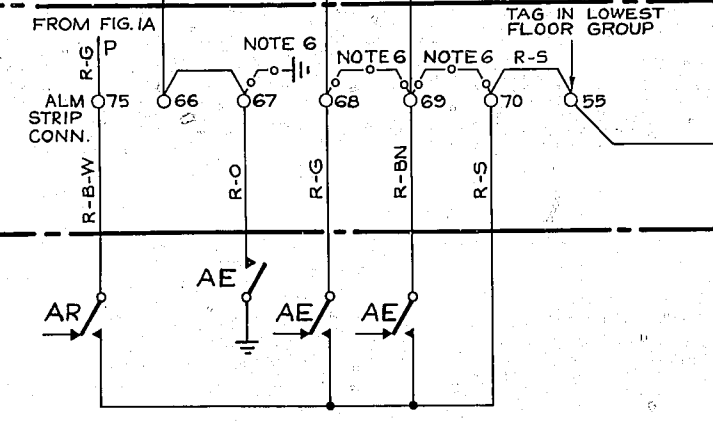 TAG IN LOWEST
FLOOR GROUP
FROM FIG.1A
P
R-G
NOTE 6
NOTE 6
NOTE 6
R-S
ALM
STRIP
CONN.
75
66
67
68
69
70
55
R-B-W
R-O
R-G
R-BN
R-S
AE
AR
AE
AE